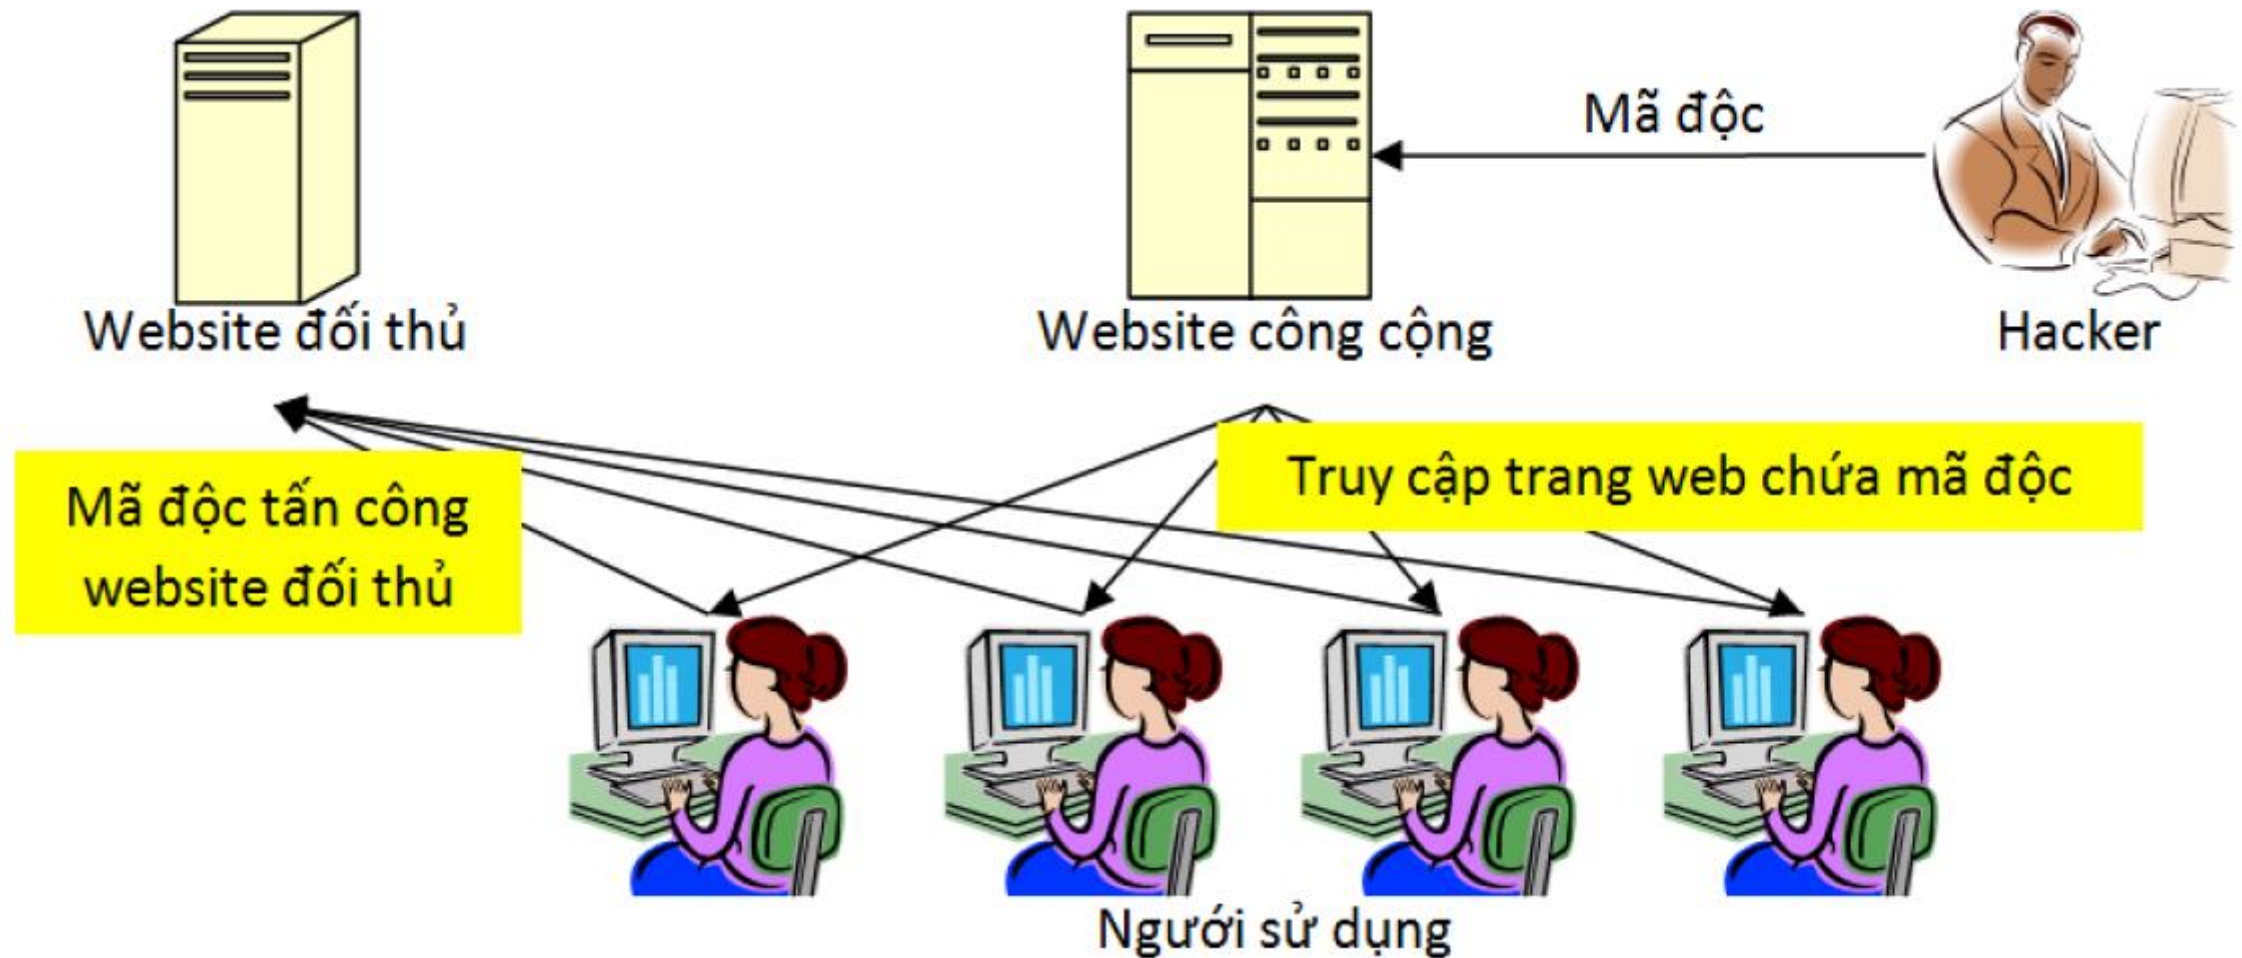 Mã độc
Website đối thủ
Website công cộng
Hacker
Truy cập trang web chứa mã độc
Mã độc tấn công
website đối thủ
Ngưới sử dụng